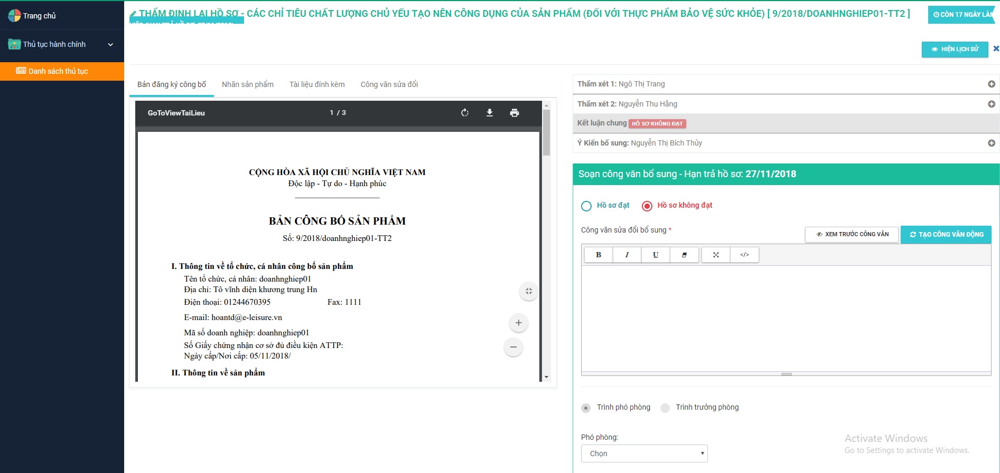 Trang chủ
Thủ tục hành chính
Danh sách thủ tục
THẨM ĐỊNH LẠI HỒ SƠ - CÁC CHỈ TIÊU CHẤT LƯỢNG CHỦ YẾU TẠO NÊN CÔNG DỤNG CỦA SẢN PHẨM (ĐỐI VỚI THỰC PHẨM BẢO VỆ SỨC KHỎE) [ 9/2018/DOANHNGHIEP01-TT2 ]
CÒN 17 NGÀY LÀM
HIỆN LỊCH SỬ
Bản đăng ký công bố
Nhãn sản phẩm
Tài liệu đính kèm
Công văn sửa đổi
GoToViewTaiLieu
1 / 3
CỘNG HÒA XÃ HỘI CHỦ NGHĨA VIỆT NAM
Độc lập - Tự do - Hạnh phúc
BẢN CÔNG BỐ SẢN PHẨM
Số: 9/2018/doanhnghiep01-TT2
I. Thông tin về tổ chức, cá nhân công bố sản phẩm
Tên tổ chức, cá nhân: doanhnghiep01
Địa chỉ: Tô vĩnh diện khương trung Hn
Điện thoại: 01244670395 Fax: 1111
E-mail: hoantd@e-leisure.vn
Mã số doanh nghiệp: doanhnghiep01
Số Giấy chứng nhận cơ sở đủ điều kiện ATTP:
Ngày cấp/Nơi cấp: 05/11/2018/
II. Thông tin về sản phẩm
Thẩm xét 1: Ngô Thị Trang
Thẩm xét 2: Nguyễn Thu Hằng
Kết luận chung HỒ SƠ KHÔNG ĐẠT
Ý Kiến bổ sung: Nguyễn Thị Bích Thủy
Soạn công văn bổ sung - Hạn trả hồ sơ: 27/11/2018
Hồ sơ đạt
Hồ sơ không đạt
Công văn sửa đổi bổ sung *
XEM TRƯỚC CÔNG VĂN
TẠO CÔNG VĂN ĐỘNG
B I U </>
Trình phó phòng
Trình trưởng phòng
Phó phòng:
Chọn
Activate Windows
Go to Settings to activate Windows.